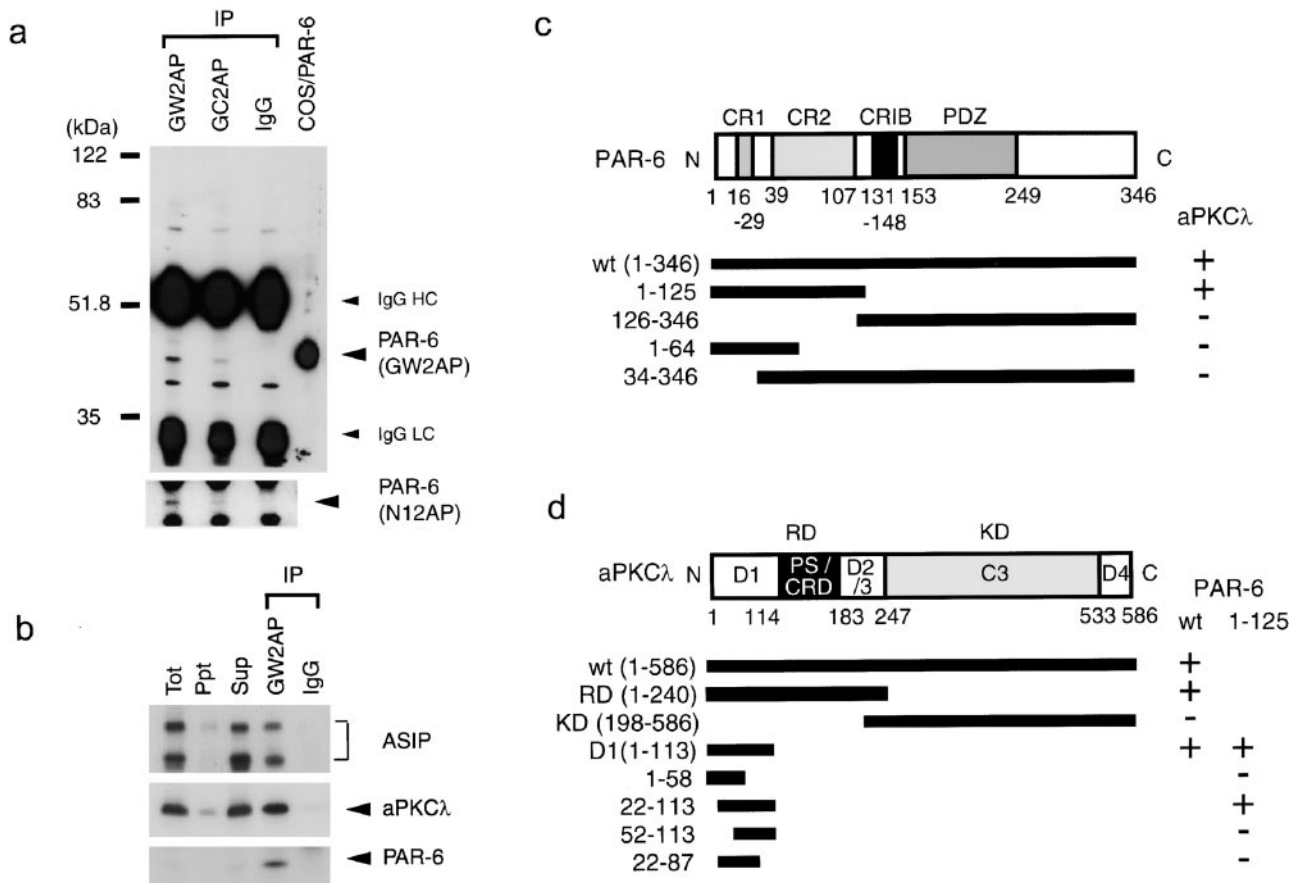 a
IP
GW2AP
GC2AP
IgG
COS/PAR-6
(kDa)
122
83
51.8
35
IgG HC
PAR-6
(GW2AP)
IgG LC
PAR-6
(N12AP)
b
IP
Tot
Ppt
Sup
GW2AP
IgG
ASIP
aPKCλ
PAR-6
c
CR1 CR2 CRIB PDZ
PAR-6 N C
1 16 39 107 131 153 249 346
-29 -148
aPKCλ
wt (1-346) +
1-125 +
126-346 -
1-64 -
34-346 -
d
RD KD
aPKCλ N D1 PS / CRD D2 /3 C3 D4 C
1 114 183 247 533 586
PAR-6
wt 1-125
wt (1-586) +
RD (1-240) +
KD (198-586) -
D1(1-113) + +
1-58 -
22-113 +
52-113 -
22-87 -